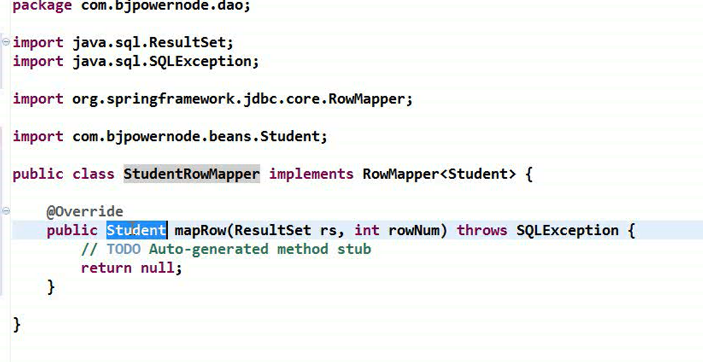 package com.bjpowernode.dao;
import java.sql.ResultSet;
import java.sql.SQLException;
import org.springframework.jdbc.core.RowMapper;
import com.bjpowernode.beans.Student;
public class StudentRowMapper implements RowMapper<Student> {
@Override
public Student mapRow(ResultSet rs, int rowNum) throws SQLException {
// TODO Auto-generated method stub
return null;
}
}